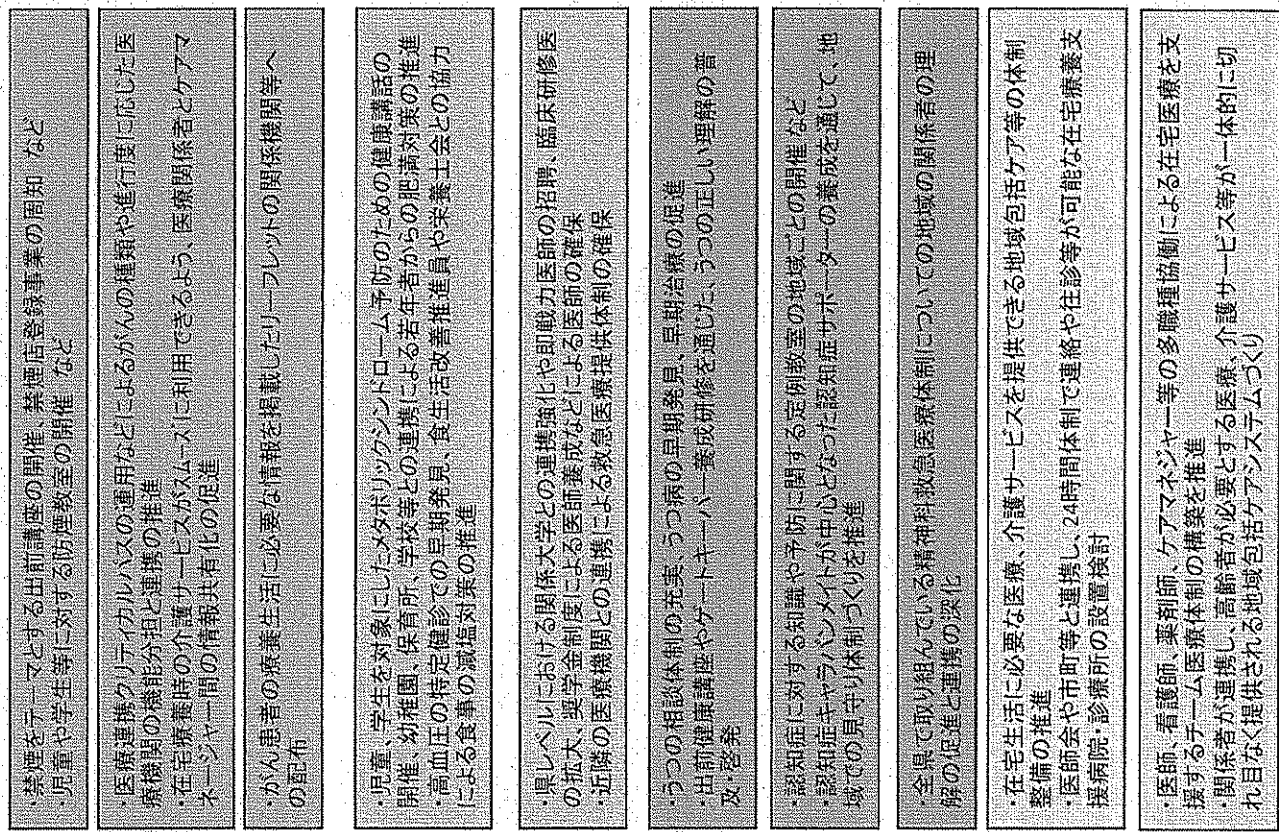 ・禁煙をテーマとする出前講座の開催、禁煙店登録事業の周知 など
・児童や学生等に対する防煙教室の開催 など
・医療連携クリティカルパスの運用などによるがんの種類や進行度に応じた医
療機関の機能分担と連携の推進
・在宅療養時の介護サービスがスムーズに利用できるよう、医療関係者とケアマ
ネージャー間の情報共有化の促進
・がん患者の療養生活に必要な情報を掲載したリーフレットの関係機関等へ
の配布
・児童、学生を対象にしたメタボリックシンドローム予防のための健康講話の
開催、幼稚園、保育所、学校等との連携による若年者からの肥満対策の推進
・高血圧の特定健診での早期発見、食生活改善推進員や栄養士会との協力
による食事の減塩対策の推進
・県レベルにおける関係大学との連携強化や即戦力医師の招聘、臨床研修医
の拡大、奨学金制度による医師養成などによる医師の確保
・近隣の医療機関との連携による救急医療提供体制の確保
・うつの相談体制の充実、うつ病の早期発見、早期治療の促進
・出前健康講座やゲートキーパー養成研修を通じた、うつの正しい理解の普
及・啓発
・認知症に対する知識や予防に関する定例教室の地域ごとの開催 など
・認知症キャラバンメイトが中心となった認知症サポーターの養成を通じて、地
域での見守り体制づくりを推進
・全県で取り組んでいる精神科救急医療体制についての地域の関係者の理
解の促進と連携の深化
・在宅生活に必要な医療、介護サービスを提供できる地域包括ケア等の体制
整備の推進
・医師会や市町等と連携し、24時間体制で連絡や往診等が可能な在宅療養支
援病院・診療所の設置検討
・医師、看護師、薬剤師、ケアマネジャー等の多職種協働による在宅医療を支
援するチーム医療体制の構築を推進
・関係者が連携し、高齢者が必要とする医療、介護サービス等が一体的に切
れ目なく提供される地域包括ケアシステムづくり